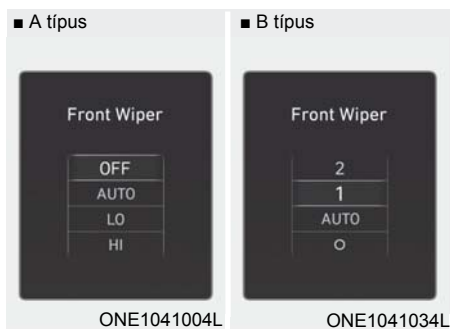 ■ A típus
Front Wiper
OFF
AUTO
LO
HI
ONE1041004L
■ B típus
Front Wiper
2
1
AUTO
O
ONE1041034L